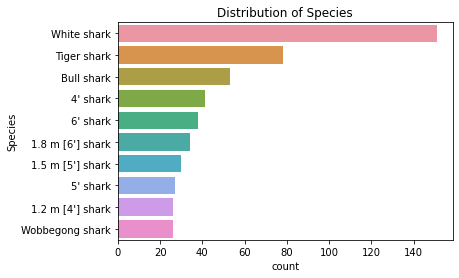 Distribution of Species
Species
White shark
Tiger shark
Bull shark
4' shark
6' shark
1.8 m [6'] shark
1.5 m [5'] shark
5' shark
1.2 m [4'] shark
Wobbegong shark
0 20 40 60 80 100 120 140
count